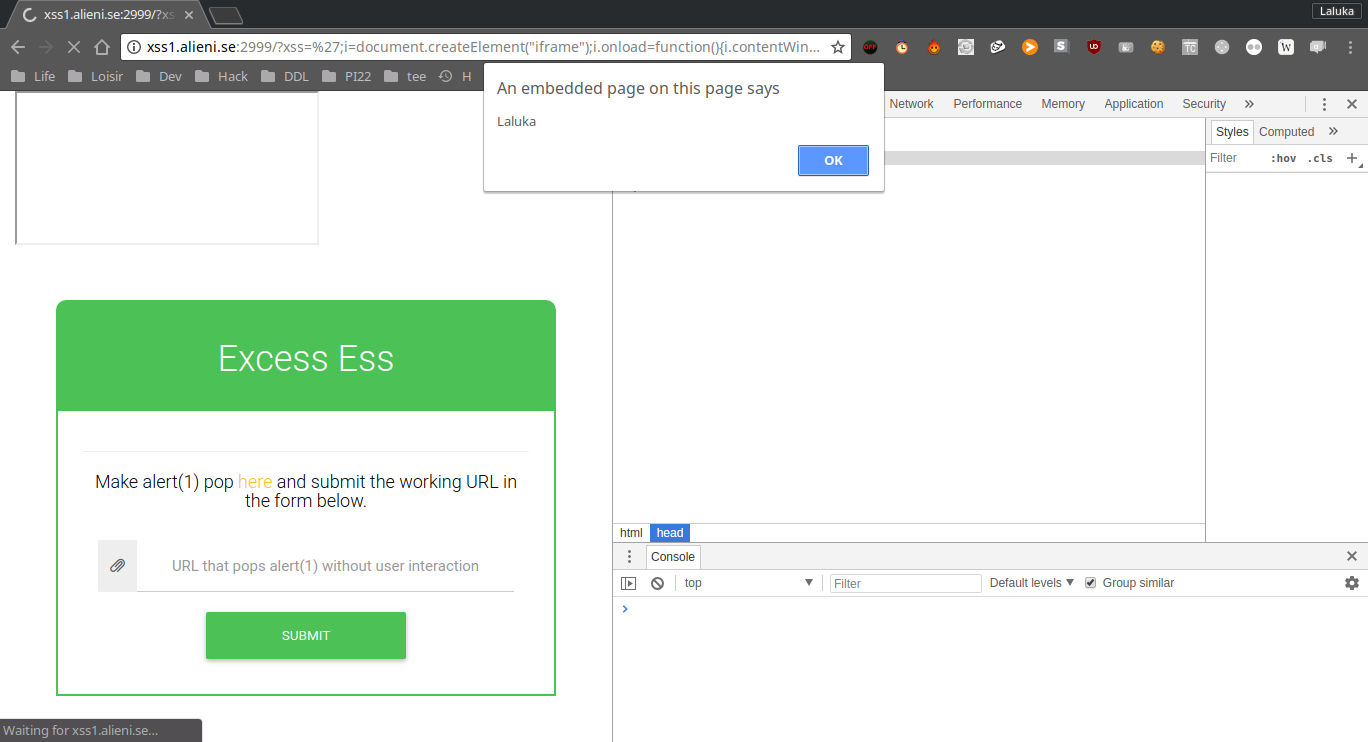 xss1.alieni.se:2999/?xs
Laluka
xss1.alieni.se:2999/?xss=%27;i=document.createElement("iframe");i.onload=function(){i.contentWin...
OFF
S
UD
TC
W
Life Loisir Dev Hack DDL PI22 tee H
An embedded page on this page says
Laluka
OK
Network Performance Memory Application Security »
Styles Computed »
Filter :hov .cls +
Excess Ess
Make alert(1) pop here and submit the working URL in
the form below.
URL that pops alert(1) without user interaction
SUBMIT
html head
Console
top Filter Default levels Group similar
Waiting for xss1.alieni.se...